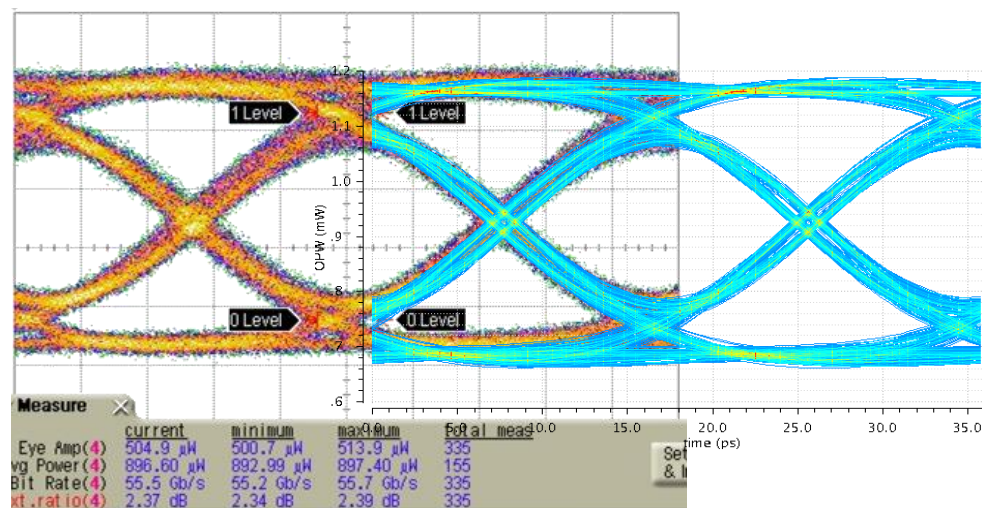 1.2
1 Level
1 Level
1.1
1.0
.9
OPW (mW)
.8
0 Level
0 Level
.7
.6
0.0 5.0 10.0 15.0 20.0 25.0 30.0 35.0
time (ps)
Measure
current minimum maximum total meas
Eye Amp(4) 504.9 µW 500.7 µW 513.9 µW 335
vg Power(4) 896.60 µW 892.99 µW 897.40 µW 155
Bit Rate(4) 55.5 Gb/s 55.2 Gb/s 55.7 Gb/s 335
xt.ratio(4) 2.37 dB 2.34 dB 2.39 dB 335
Set
& I